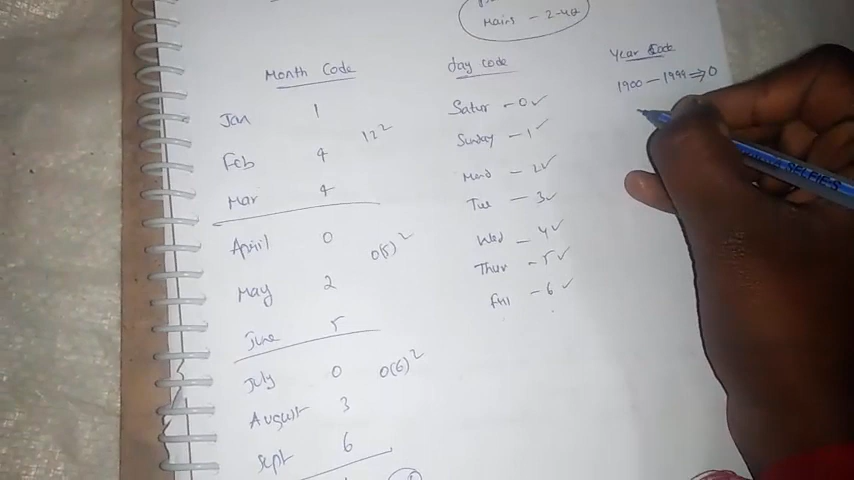 Mains - 2-4Q
Month Code
Jan 1
Feb 4 12²
Mar 4
April 0
May 2 0(5)²
June 5
July 0 0(6)²
August 3
Sept 6
day code
Satur - 0 ✓
Sunday - 1 ✓
Mond - 2 ✓
Tue - 3 ✓
Wed - 4 ✓
Thur - 5 ✓
Fri - 6 ✓
Year Code
1900 - 1999 ⇒ 0
SELFIE5